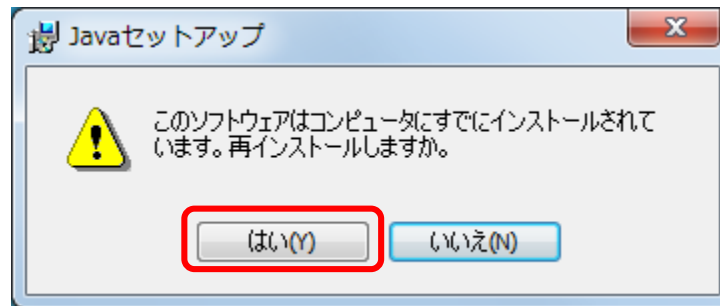 Javaセットアップ
このソフトウェアはコンピュータにすでにインストールされて
います。再インストールしますか。
はい(Y) いいえ(N)